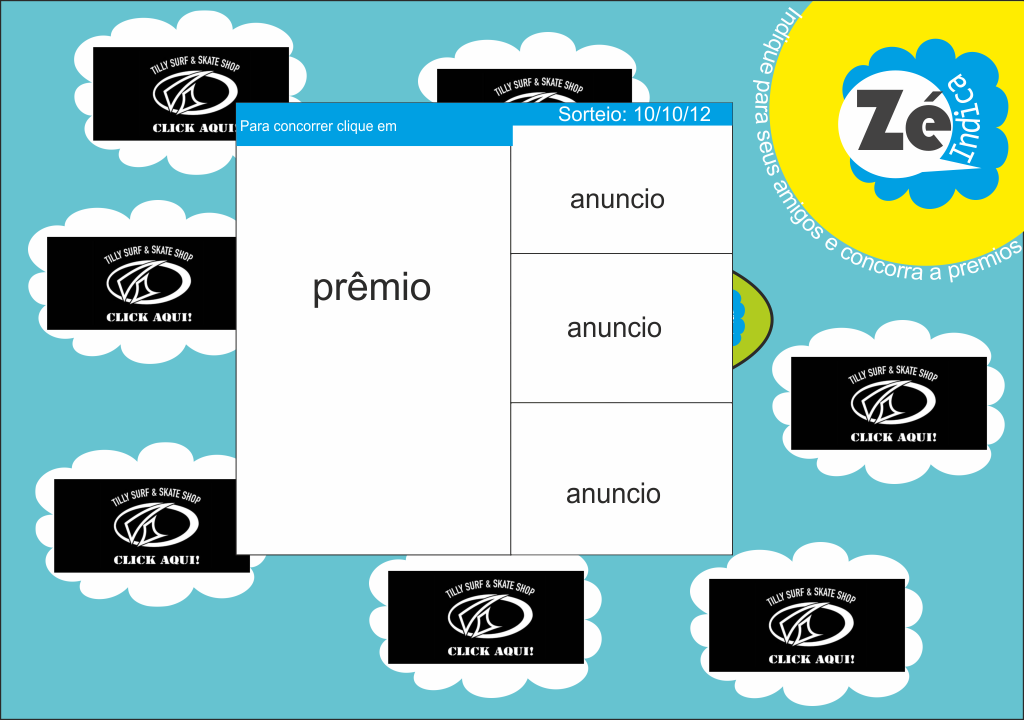 TILLY SURF & SKATE SHOP
CLICK AQUI!
TILLY SURF & SKATE SHOP
Indique para seus amigos e concorra a premios
Zé
Indica
Para concorrer clique em
Sorteio: 10/10/12
anuncio
prêmio
anuncio
anuncio
TILLY SURF & SKATE SHOP
CLICK AQUI!
TILLY SURF & SKATE SHOP
CLICK AQUI!
TILLY SURF & SKATE SHOP
CLICK AQUI!
TILLY SURF & SKATE SHOP
CLICK AQUI!
TILLY SURF & SKATE SHOP
CLICK AQUI!